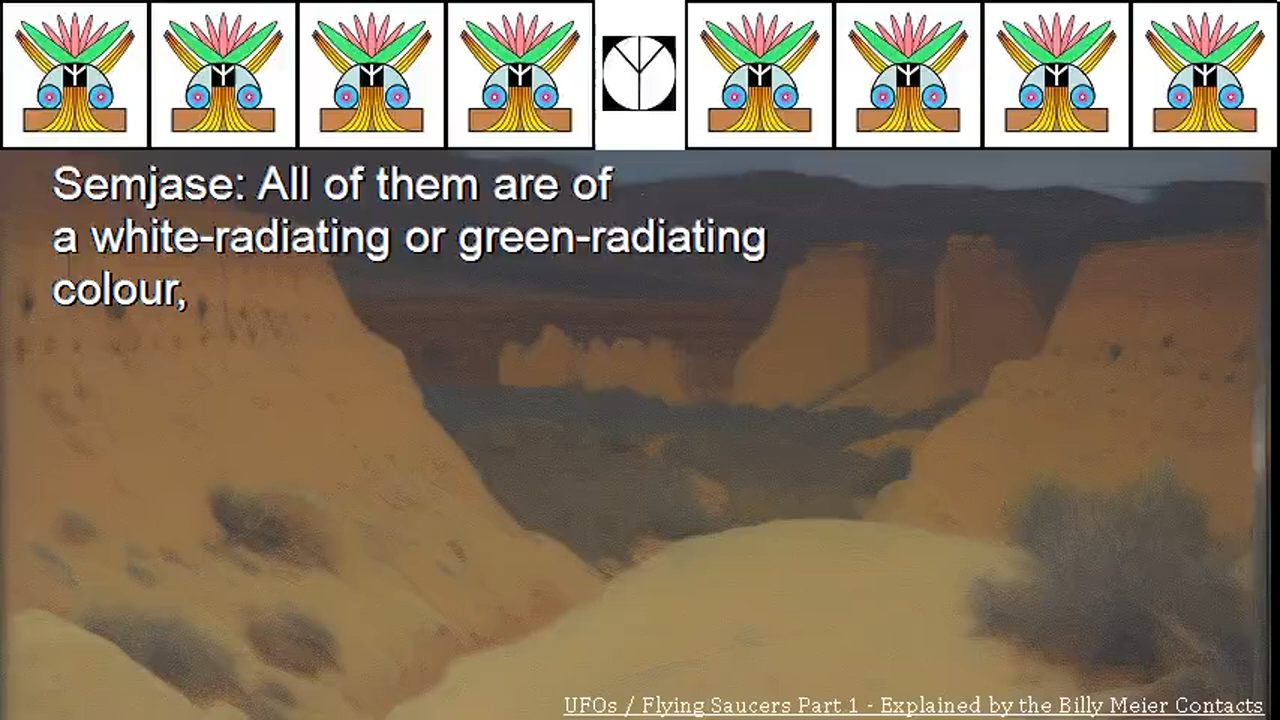 Semjase: All of them are of
a white-radiating or green-radiating
colour,
UFOs / Flying Saucers Part 1 - Explained by the Billy Meier Contacts